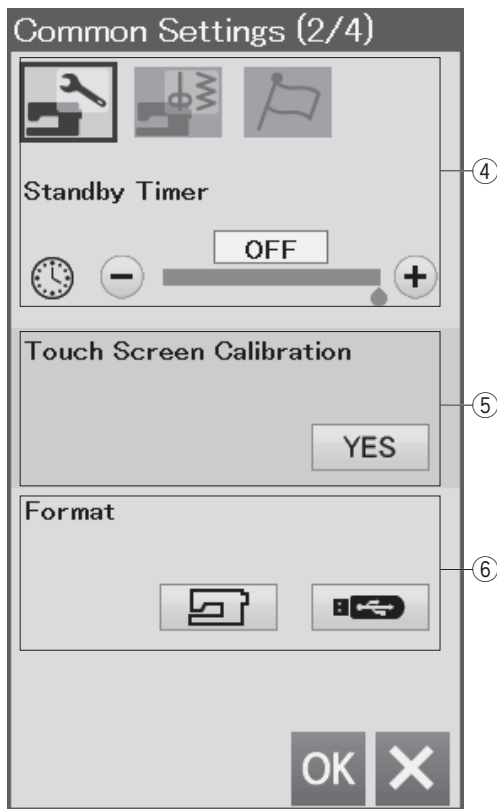 Common Settings (2/4)
④
Standby Timer
OFF
− +
Touch Screen Calibration
⑤
YES
Format
⑥
OK ×